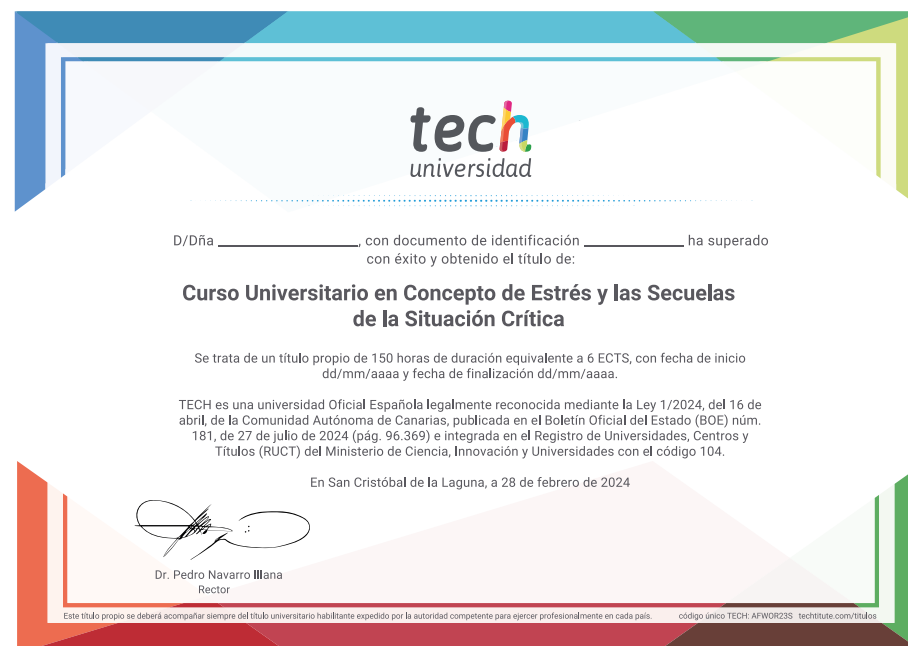 tech
universidad
D/Dña ____________, con documento de identificación ____________ ha superado
con éxito y obtenido el título de:
Curso Universitario en Concepto de Estrés y las Secuelas
de la Situación Crítica
Se trata de un título propio de 150 horas de duración equivalente a 6 ECTS, con fecha de inicio
dd/mm/aaaa y fecha de finalización dd/mm/aaaa.
TECH es una universidad Oficial Española legalmente reconocida mediante la Ley 1/2024, del 16 de
abril, de la Comunidad Autónoma de Canarias, publicada en el Boletín Oficial del Estado (BOE) núm.
181, de 27 de julio de 2024 (pág. 96.369) e integrada en el Registro de Universidades, Centros y
Títulos (RUCT) del Ministerio de Ciencia, Innovación y Universidades con el código 104.
En San Cristóbal de la Laguna, a 28 de febrero de 2024
Dr. Pedro Navarro Illana
Rector
Este título propio se deberá acompañar siempre del título universitario habilitante expedido por la autoridad competente para ejercer profesionalmente en cada país. código único TECH: AFWOR23S techtitute.com/titulos